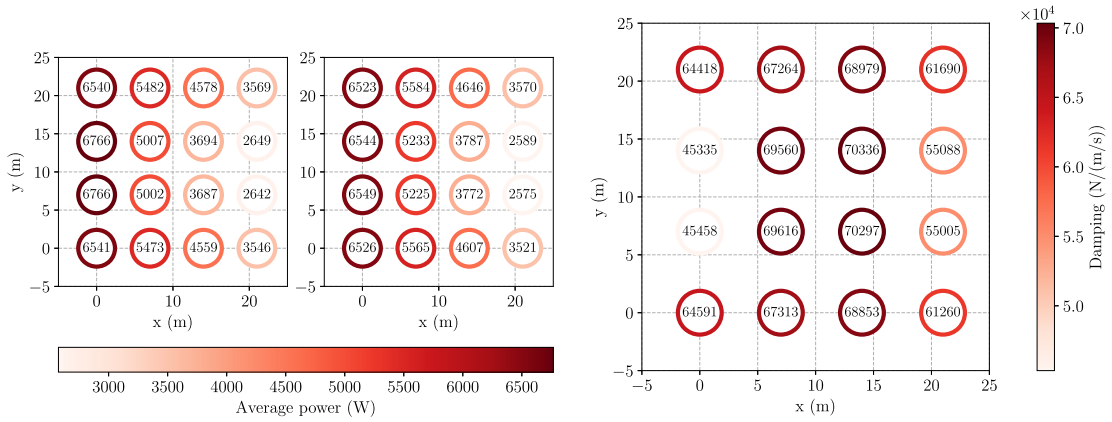 25
20
15
10
5
0
−5
y (m)
6540 5482 4578 3569
6766 5007 3694 2649
6766 5002 3687 2642
6541 5473 4559 3546
0 10 20
x (m)
25
20
15
10
5
0
−5
6523 5584 4646 3570
6544 5233 3787 2589
6549 5225 3772 2575
6526 5565 4607 3521
0 10 20
x (m)
3000 3500 4000 4500 5000 5500 6000 6500
Average power (W)
25
20
15
10
5
0
−5
y (m)
64418 67264 68979 61690
45335 69560 70336 55088
45458 69616 70297 55005
64591 67313 68853 61260
−5 0 5 10 15 20 25
x (m)
×10⁴
7.0
6.5
6.0
5.5
5.0
Damping (N/(m/s))